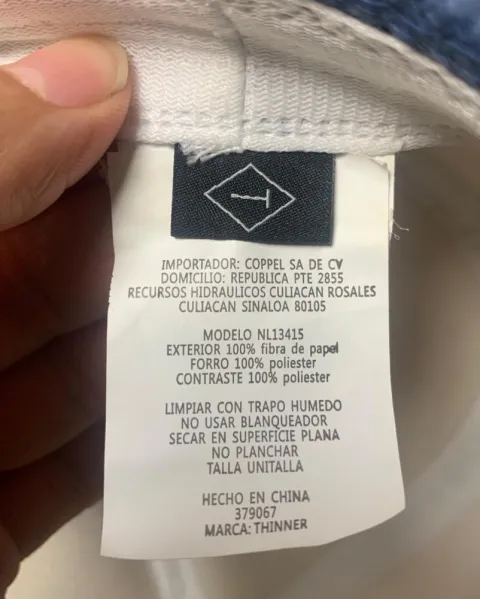 T
IMPORTADOR: COPPEL SA DE CV
DOMICILIO: REPUBLICA PTE 2855
RECURSOS HIDRAULICOS CULIACAN ROSALES
CULIACAN SINALOA 80105
MODELO NL13415
EXTERIOR 100% fibra de papel
FORRO 100% poliester
CONTRASTE 100% poliester
LIMPIAR CON TRAPO HUMEDO
NO USAR BLANQUEADOR
SECAR EN SUPERFICIE PLANA
NO PLANCHAR
TALLA UNITALLA
HECHO EN CHINA
379067
MARCA: THINNER